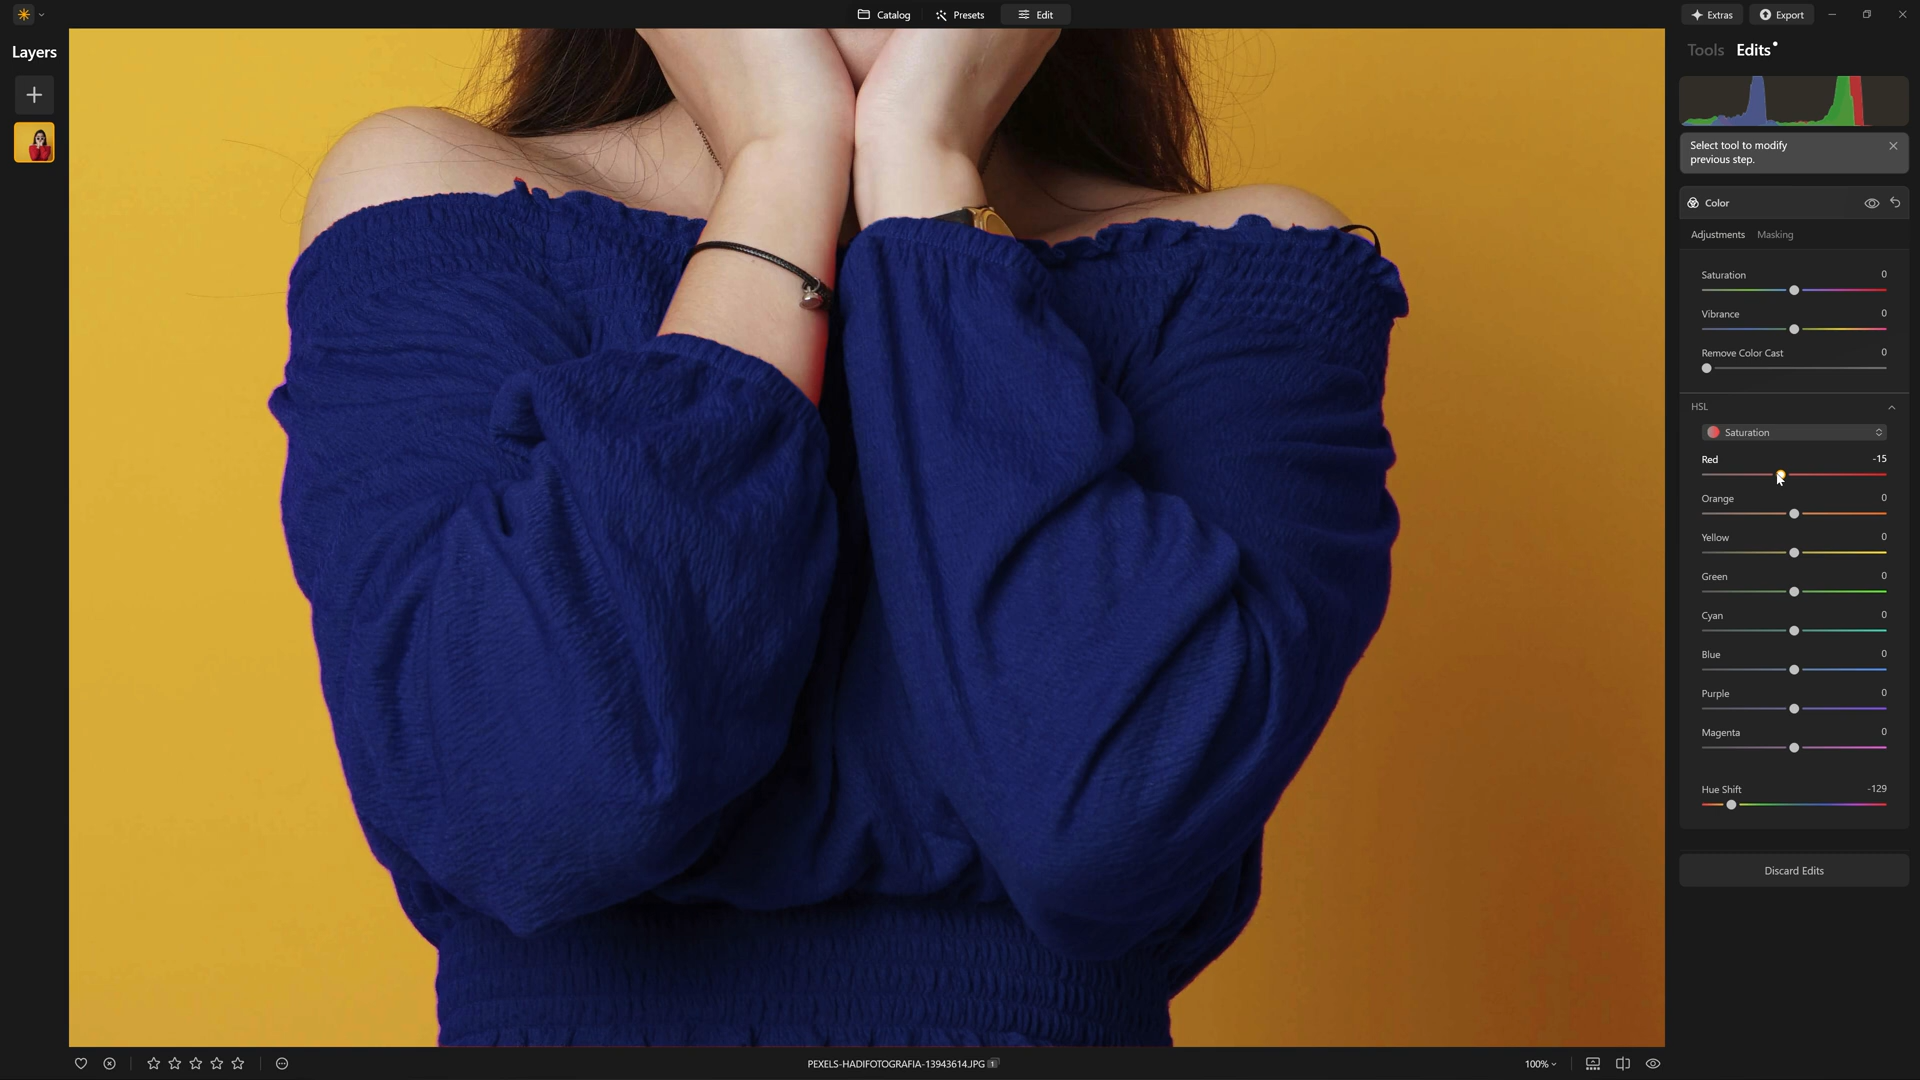 Catalog
Presets
Edit
Extras
Export
Layers
Tools Edits
Select tool to modify
previous step.
Color
Adjustments Masking
Saturation 0
Vibrance 0
Remove Color Cast 0
HSL
Saturation
Red -15
Orange 0
Yellow 0
Green 0
Cyan 0
Blue 0
Purple 0
Magenta 0
Hue Shift -129
Discard Edits
PEXELS-HADIFOTOGRAFIA-13943614.JPG 1
100%